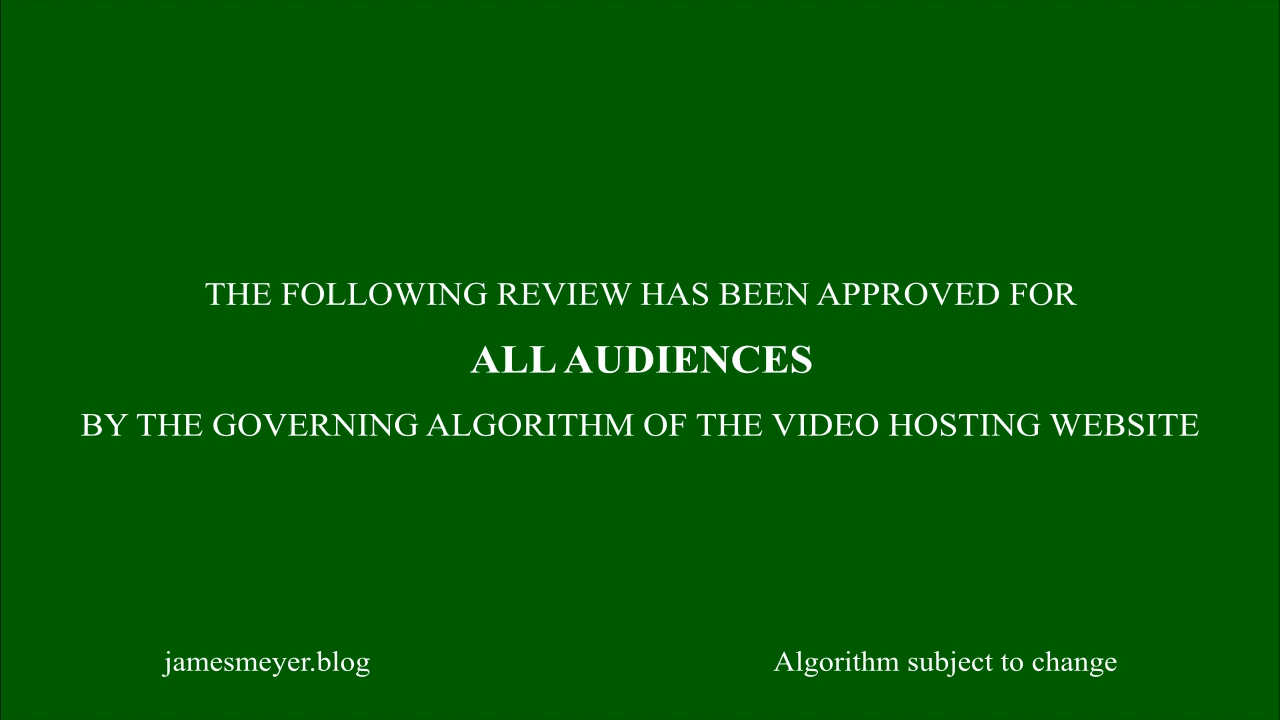 THE FOLLOWING REVIEW HAS BEEN APPROVED FOR
ALL AUDIENCES
BY THE GOVERNING ALGORITHM OF THE VIDEO HOSTING WEBSITE
jamesmeyer.blog
Algorithm subject to change